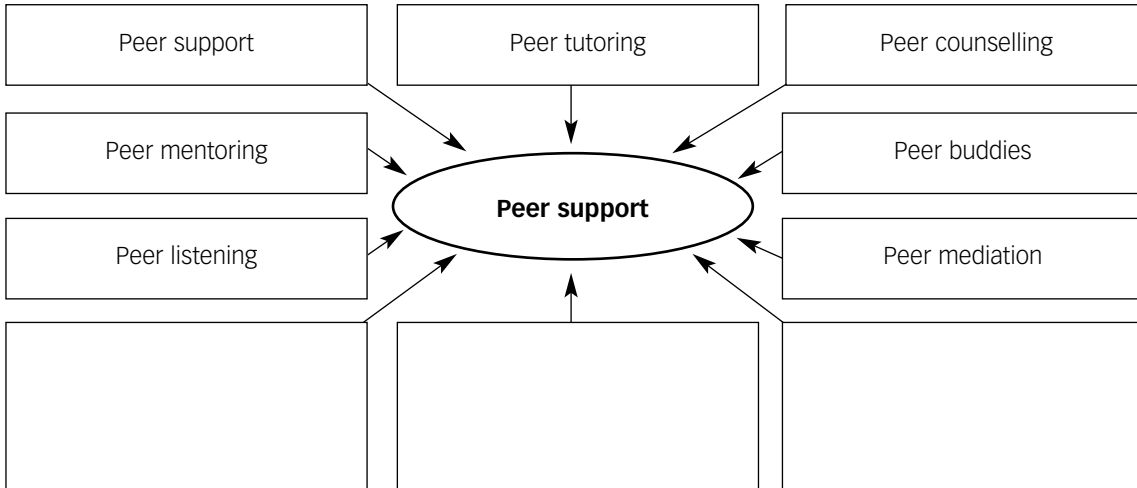 Peer support
Peer tutoring
Peer counselling
Peer mentoring
Peer buddies
Peer support
Peer listening
Peer mediation